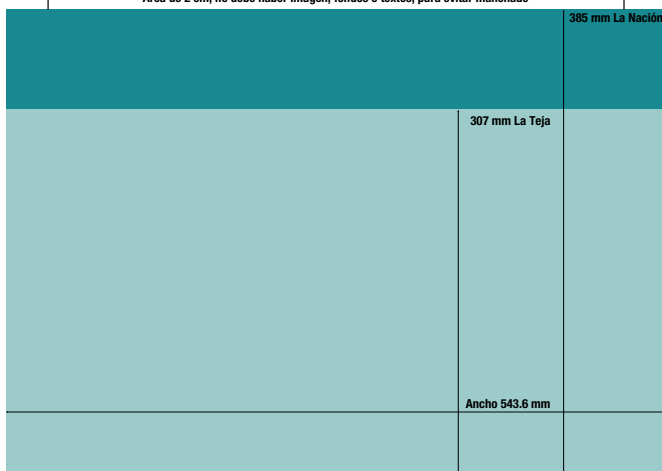 Area de 2 cm, no debe haber imagen, fondos o textos, para evitar manchado
385 mm La Nación
307 mm La Teja
Ancho 543.6 mm